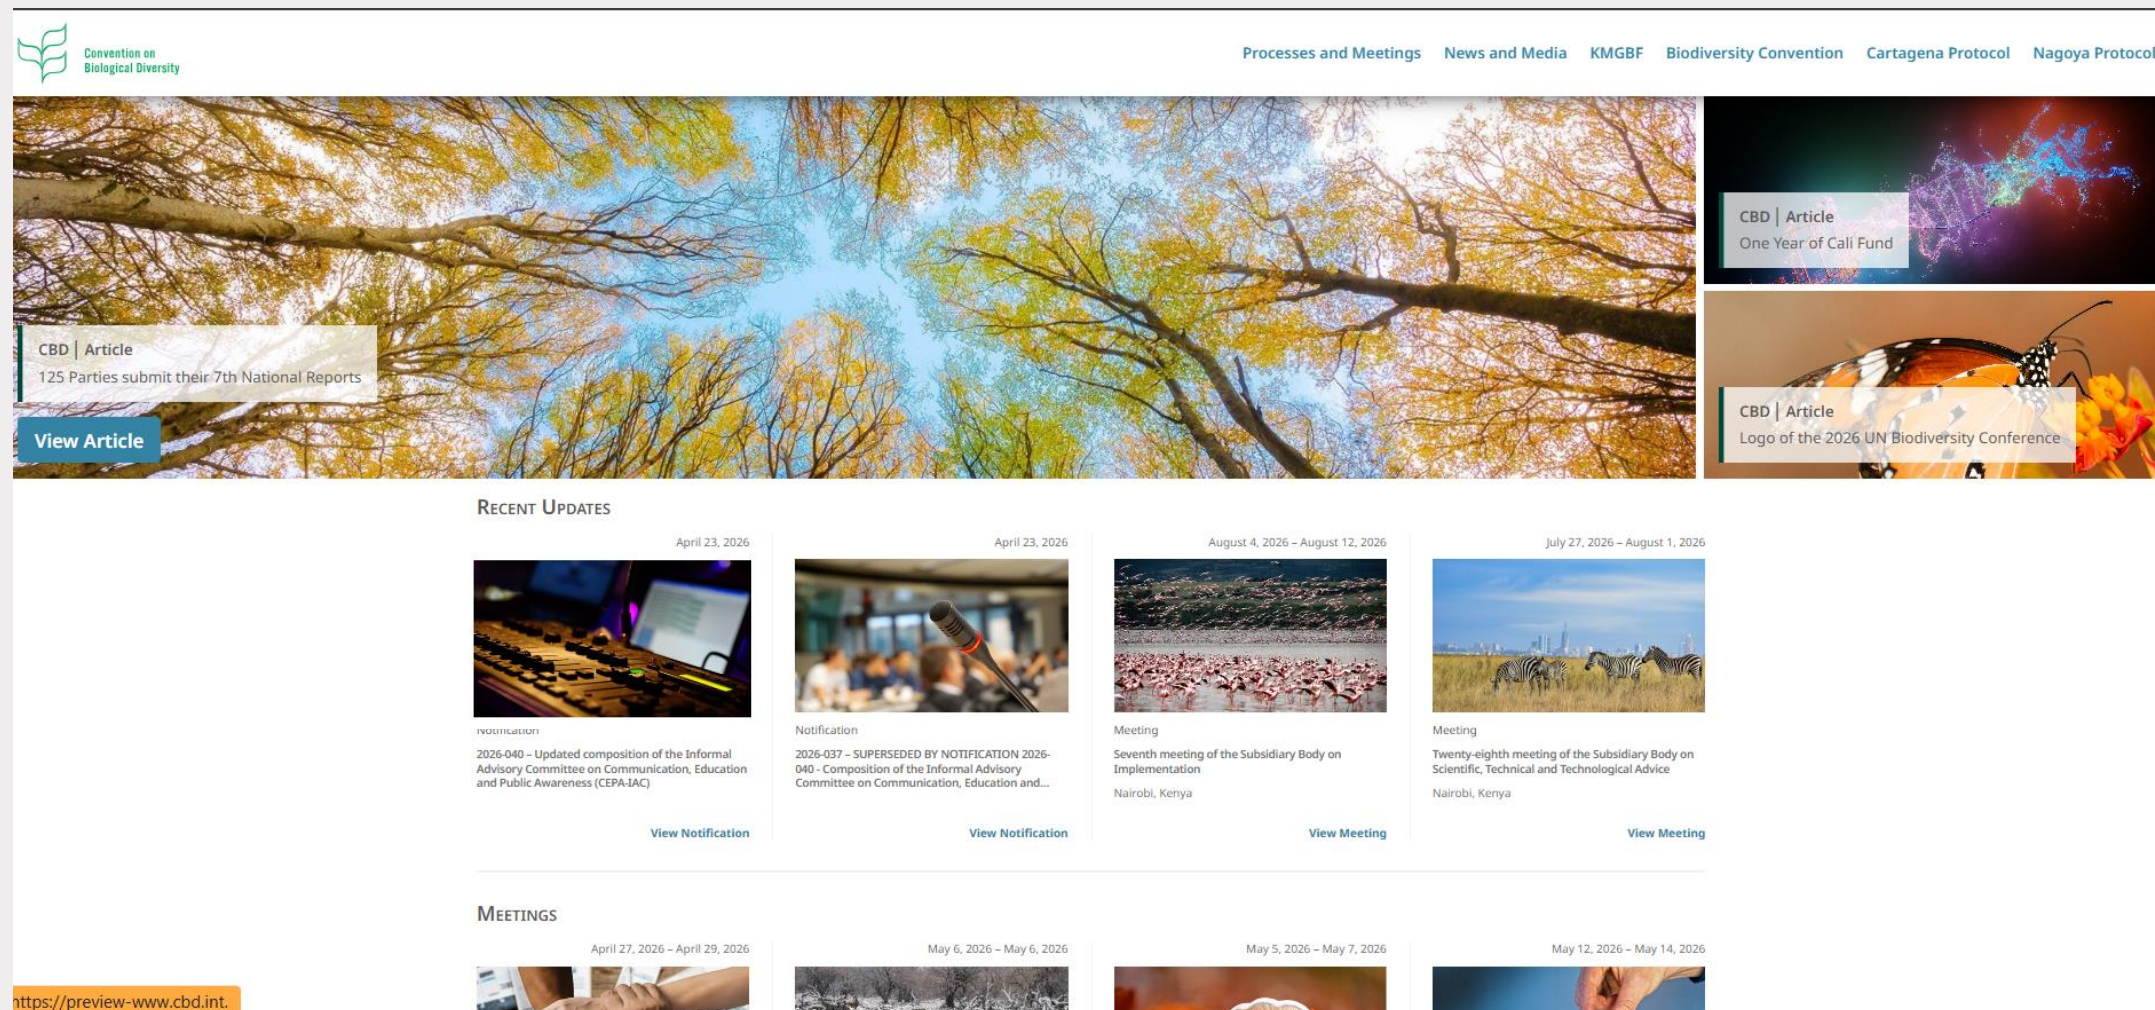 Convention on
Biological Diversity
Processes and Meetings News and Media KMGBF Biodiversity Convention Cartagena Protocol Nagoya Protocol
CBD | Article
125 Parties submit their 7th National Reports
View Article
CBD | Article
One Year of Cali Fund
CBD | Article
Logo of the 2026 UN Biodiversity Conference
Recent Updates
April 23, 2026
Notification
2026-040 – Updated composition of the Informal
Advisory Committee on Communication, Education
and Public Awareness (CEPA-IAC)
View Notification
April 23, 2026
Notification
2026-037 – SUPERSEDED BY NOTIFICATION 2026-
040 - Composition of the Informal Advisory
Committee on Communication, Education and...
View Notification
August 4, 2026 – August 12, 2026
Meeting
Seventh meeting of the Subsidiary Body on
Implementation
Nairobi, Kenya
View Meeting
July 27, 2026 – August 1, 2026
Meeting
Twenty-eighth meeting of the Subsidiary Body on
Scientific, Technical and Technological Advice
Nairobi, Kenya
View Meeting
Meetings
April 27, 2026 – April 29, 2026
May 6, 2026 – May 6, 2026
May 5, 2026 – May 7, 2026
May 12, 2026 – May 14, 2026
https://preview-www.cbd.int.